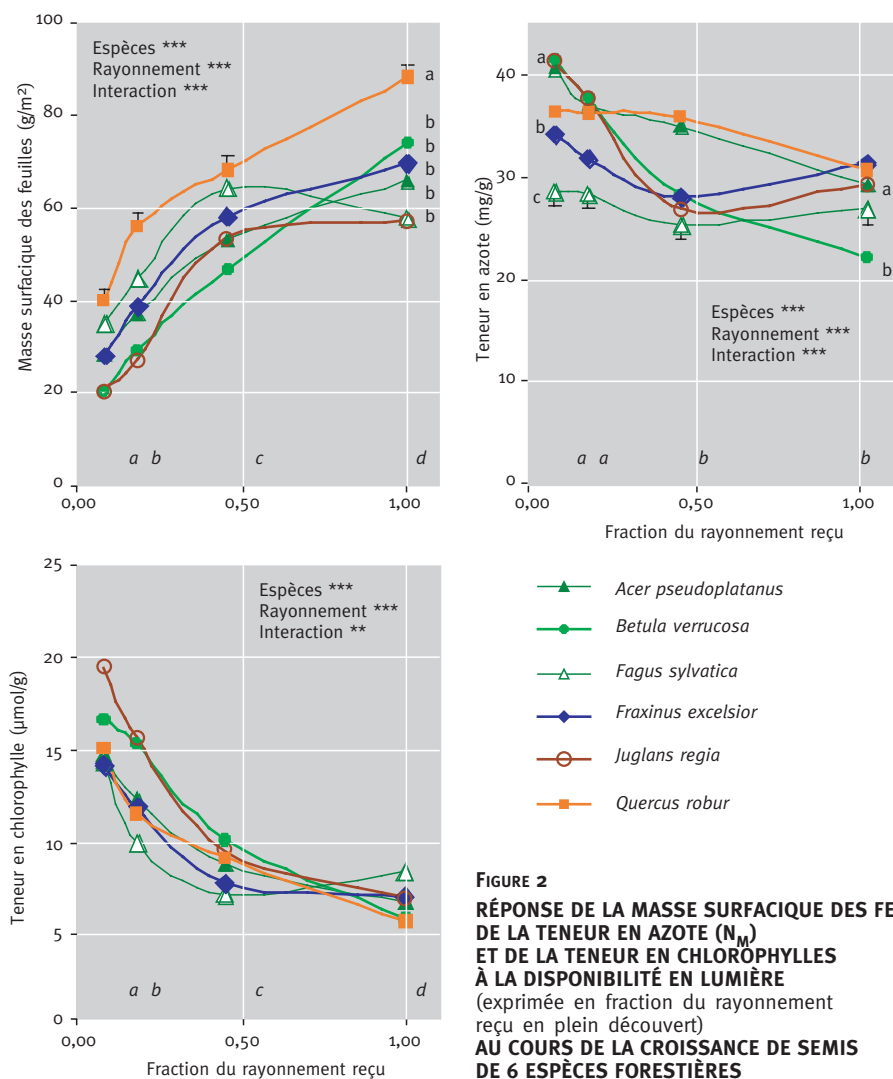 Masse surfacique des feuilles (g/m²)
100
80
60
40
20
0
Espèces ***
Rayonnement ***
Interaction ***
a
b
b
b
b
b
a b c d
0,00 0,50 1,00
Teneur en azote (mg/g)
40
30
20
10
0
a
b
c
a
b
Espèces ***
Rayonnement ***
Interaction ***
a a b b
0,00 0,50 1,00
Fraction du rayonnement reçu
Teneur en chlorophylle (µmol/g)
25
20
15
10
5
0
Espèces ***
Rayonnement ***
Interaction **
a b c d
0,00 0,50 1,00
Fraction du rayonnement reçu
Acer pseudoplatanus
Betula verrucosa
Fagus sylvatica
Fraxinus excelsior
Juglans regia
Quercus robur
FIGURE 2
RÉPONSE DE LA MASSE SURFACIQUE DES FE
DE LA TENEUR EN AZOTE (NM)
ET DE LA TENEUR EN CHLOROPHYLLES
À LA DISPONIBILITÉ EN LUMIÈRE
(exprimée en fraction du rayonnement
reçu en plein découvert)
AU COURS DE LA CROISSANCE DE SEMIS
DE 6 ESPÈCES FORESTIÈRES